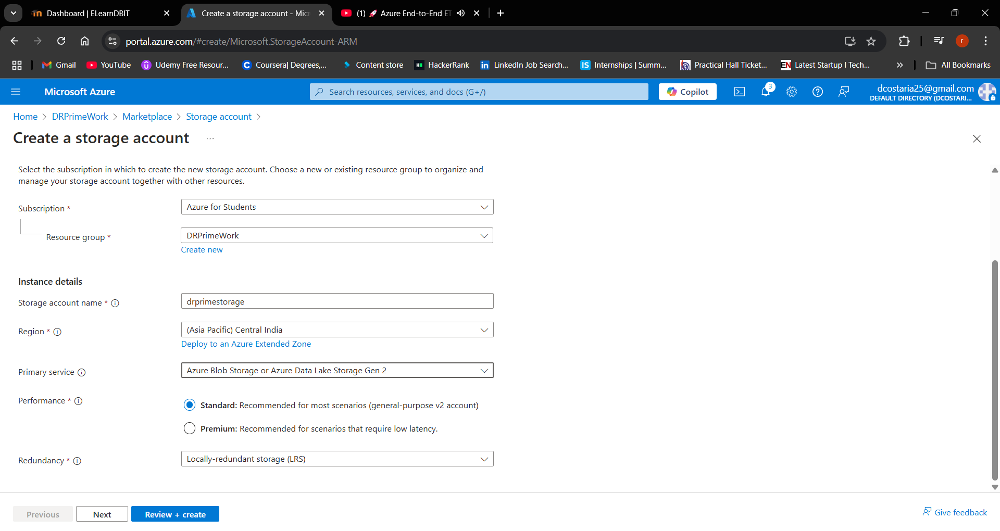 Dashboard | ELearnDBIT
Create a storage account - Micr
(1) 🚀 Azure End-to-End ET
portal.azure.com/#create/Microsoft.StorageAccount-ARM
r
Gmail
YouTube
Udemy Free Resour...
Coursera| Degrees,...
Content store
HackerRank
LinkedIn Job Search...
IS Internships | Summ...
Practical Hall Ticket...
EN Latest Startup I Tech...
All Bookmarks
Microsoft Azure
Search resources, services, and docs (G+/)
Copilot
3
dcostaria25@gmail.com
DEFAULT DIRECTORY (DCOSTARI...
Home > DRPrimeWork > Marketplace > Storage account >
Create a storage account ...
Select the subscription in which to create the new storage account. Choose a new or existing resource group to organize and
manage your storage account together with other resources.
Subscription *
Azure for Students
Resource group *
DRPrimeWork
Create new
Instance details
Storage account name *
drprimestorage
Region *
(Asia Pacific) Central India
Deploy to an Azure Extended Zone
Primary service
Azure Blob Storage or Azure Data Lake Storage Gen 2
Performance *
Standard: Recommended for most scenarios (general-purpose v2 account)
Premium: Recommended for scenarios that require low latency.
Redundancy *
Locally-redundant storage (LRS)
Previous
Next
Review + create
Give feedback